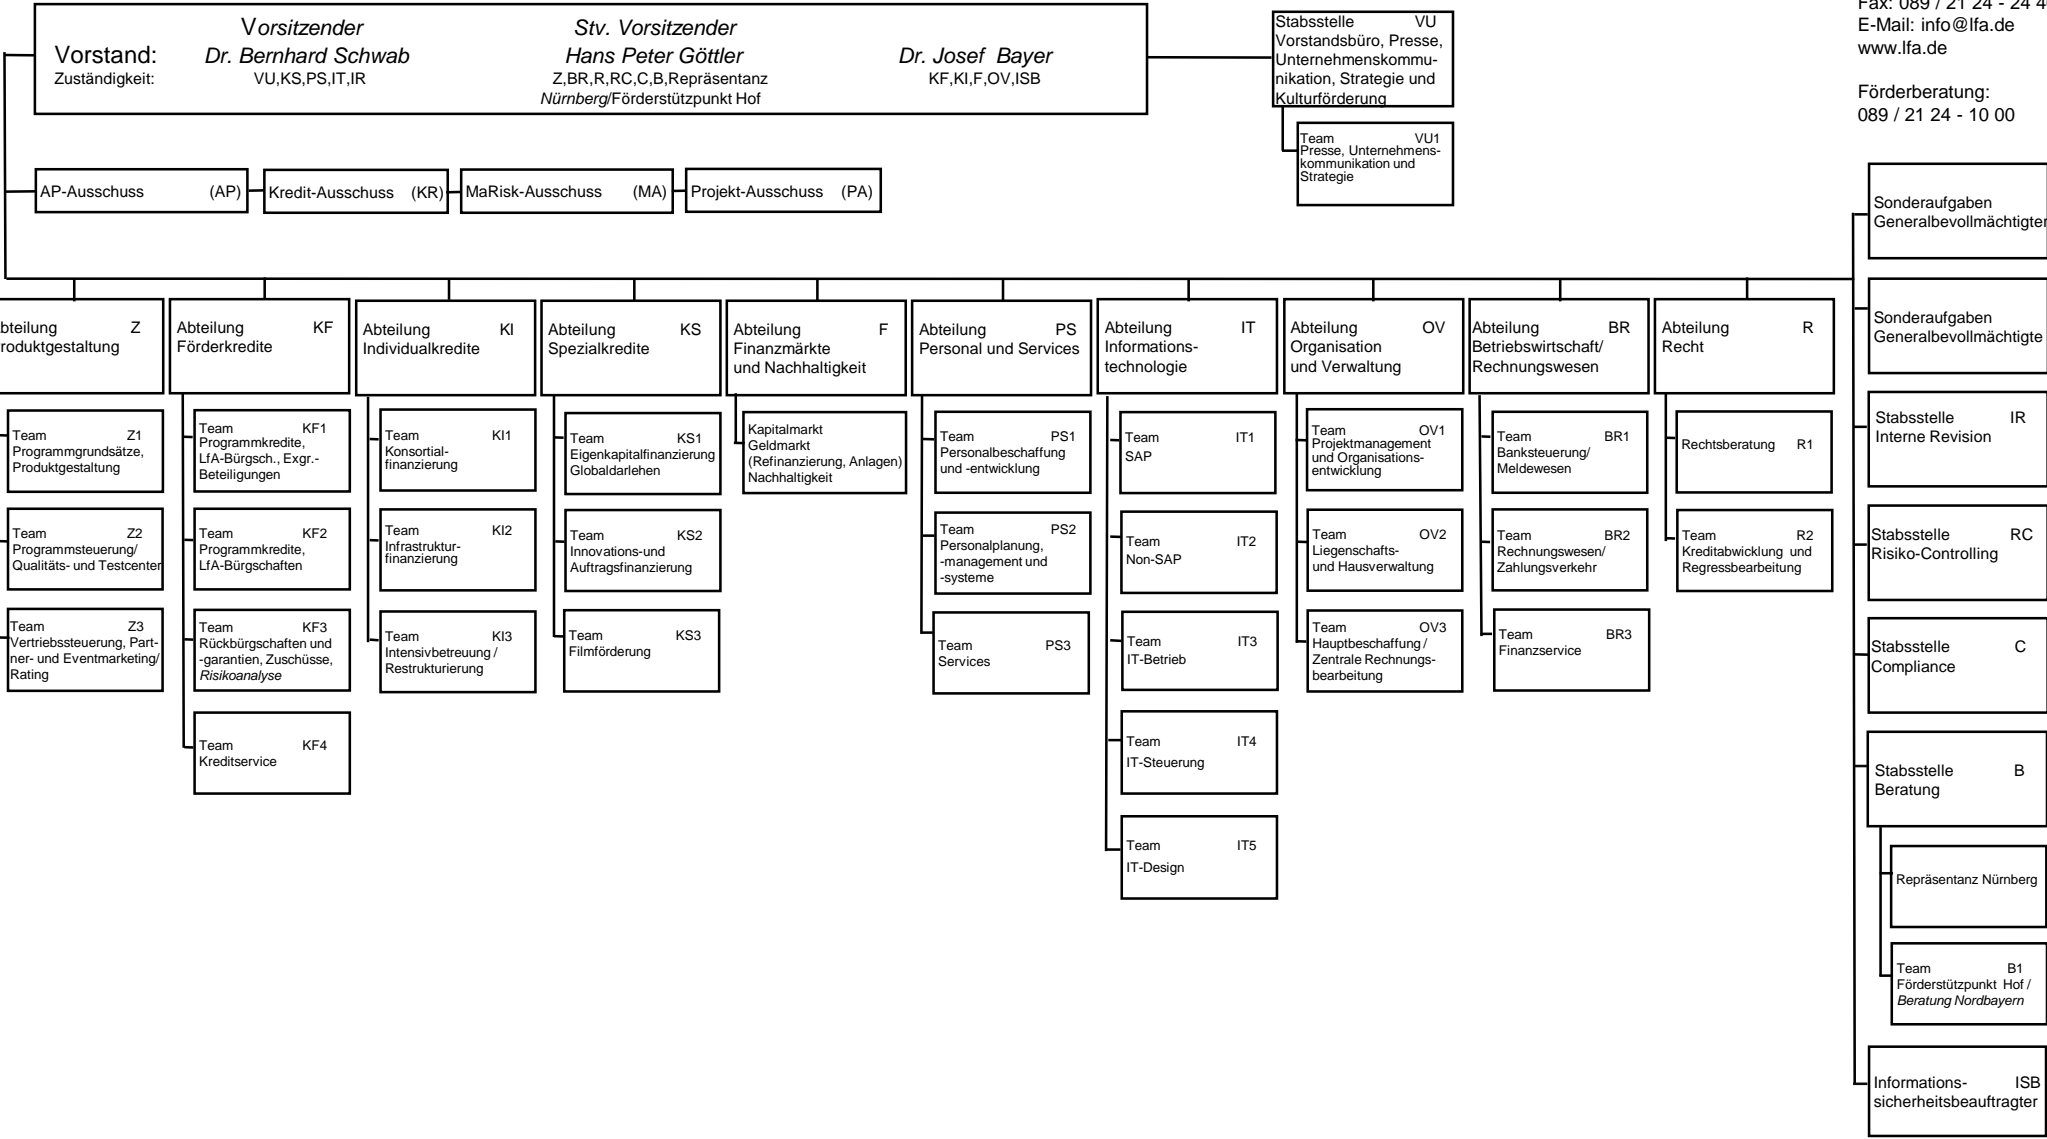 Fax: 089 / 21 24 - 24 4
E-Mail: info@lfa.de
www.lfa.de
Förderberatung:
089 / 21 24 - 10 00
Vorsitzender
Stv. Vorsitzender
Vorstand: Dr. Bernhard Schwab Hans Peter Göttler Dr. Josef Bayer
Zuständigkeit: VU,KS,PS,IT,IR Z,BR,R,RC,C,B,Repräsentanz KF,KI,F,OV,ISB
Nürnberg/Förderstützpunkt Hof
Stabsstelle VU
Vorstandsbüro, Presse,
Unternehmenskommu-
nikation, Strategie und
Kulturförderung
Team VU1
Presse, Unternehmens-
kommunikation und
Strategie
AP-Ausschuss (AP)
Kredit-Ausschuss (KR)
MaRisk-Ausschuss (MA)
Projekt-Ausschuss (PA)
bteilung Z
roduktgestaltung
Team Z1
Programmgrundsätze,
Produktgestaltung
Team Z2
Programmsteuerung/
Qualitäts- und Testcenter
Team Z3
Vertriebssteuerung, Part-
ner- und Eventmarketing/
Rating
Abteilung KF
Förderkredite
Team KF1
Programmkredite,
LfA-Bürgsch., Exgr.-
Beteiligungen
Team KF2
Programmkredite,
LfA-Bürgschaften
Team KF3
Rückbürgschaften und
-garantien, Zuschüsse,
Risikoanalyse
Team KF4
Kreditservice
Abteilung KI
Individualkredite
Team KI1
Konsortial-
finanzierung
Team KI2
Infrastruktur-
finanzierung
Team KI3
Intensivbetreuung /
Restrukturierung
Abteilung KS
Spezialkredite
Team KS1
Eigenkapitalfinanzierung
Globaldarlehen
Team KS2
Innovations-und
Auftragsfinanzierung
Team KS3
Filmförderung
Abteilung F
Finanzmärkte
und Nachhaltigkeit
Kapitalmarkt
Geldmarkt
(Refinanzierung, Anlagen)
Nachhaltigkeit
Abteilung PS
Personal und Services
Team PS1
Personalbeschaffung
und -entwicklung
Team PS2
Personalplanung,
-management und
-systeme
Team PS3
Services
Abteilung IT
Informations-
technologie
Team IT1
SAP
Team IT2
Non-SAP
Team IT3
IT-Betrieb
Team IT4
IT-Steuerung
Team IT5
IT-Design
Abteilung OV
Organisation
und Verwaltung
Team OV1
Projektmanagement
und Organisations-
entwicklung
Team OV2
Liegenschafts-
und Hausverwaltung
Team OV3
Hauptbeschaffung /
Zentrale Rechnungs-
bearbeitung
Abteilung BR
Betriebswirtschaft/
Rechnungswesen
Team BR1
Banksteuerung/
Meldewesen
Team BR2
Rechnungswesen/
Zahlungsverkehr
Team BR3
Finanzservice
Abteilung R
Recht
Rechtsberatung R1
Team R2
Kreditabwicklung und
Regressbearbeitung
Sonderaufgaben
Generalbevollmächtigter
Sonderaufgaben
Generalbevollmächtigte
Stabsstelle IR
Interne Revision
Stabsstelle RC
Risiko-Controlling
Stabsstelle C
Compliance
Stabsstelle B
Beratung
Repräsentanz Nürnberg
Team B1
Förderstützpunkt Hof /
Beratung Nordbayern
Informations- ISB
sicherheitsbeauftragter